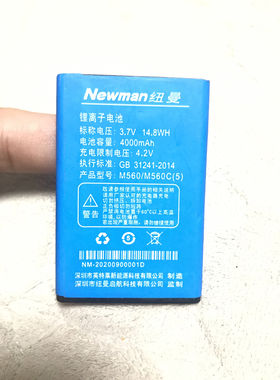 Newman纽曼
锂离子电池
标称电压: 3.7V 14.8WH
电池容量: 4000mAh
充电限制电压: 4.2V
执行标准: GB 31241-2014
产品型号: M560/M560C(5)
NM-20200900001D
深圳市英特莱新能源科技有限公司 制造
深圳市纽曼启航科技有限公司 监制